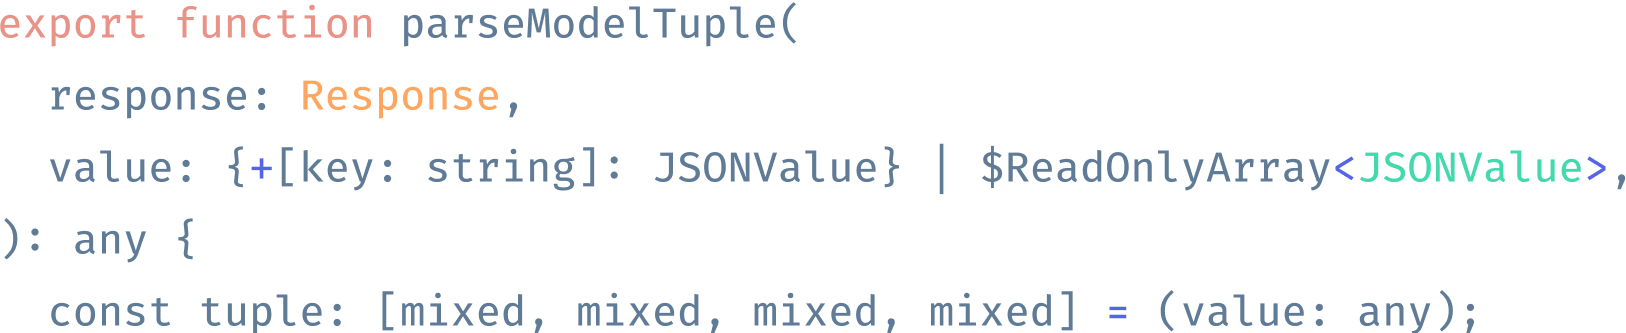 export function parseModelTuple(
  response: Response,
  value: {+[key: string]: JSONValue} | $ReadOnlyArray<JSONValue>,
): any {
  const tuple: [mixed, mixed, mixed, mixed] = (value: any);